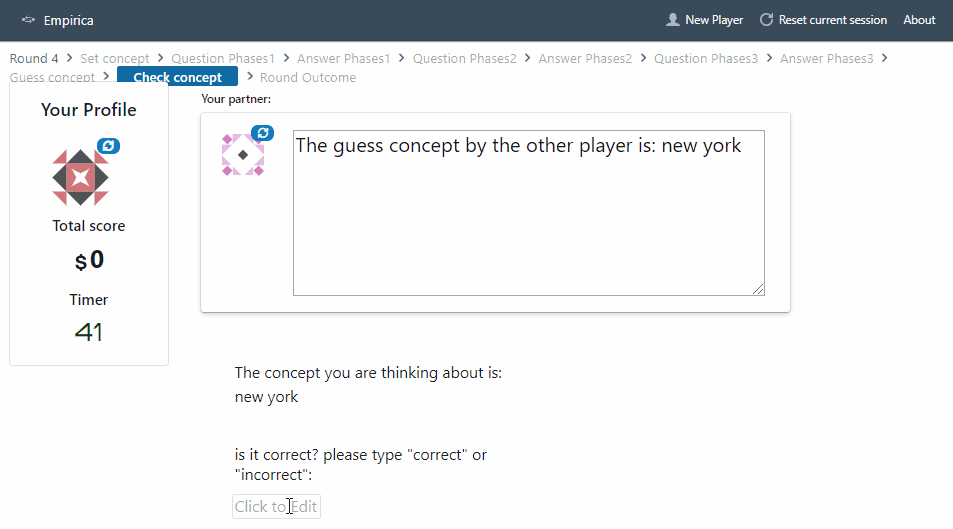 Empirica
New Player
Reset current session
About
Round 4 > Set concept > Question Phases1 > Answer Phases1 > Question Phases2 > Answer Phases2 > Question Phases3 > Answer Phases3 >
Guess concept > Check concept > Round Outcome
Your Profile
Total score
$0
Timer
41
Your partner:
The guess concept by the other player is: new york
The concept you are thinking about is:
new york
is it correct? please type "correct" or
"incorrect":
Click to Edit